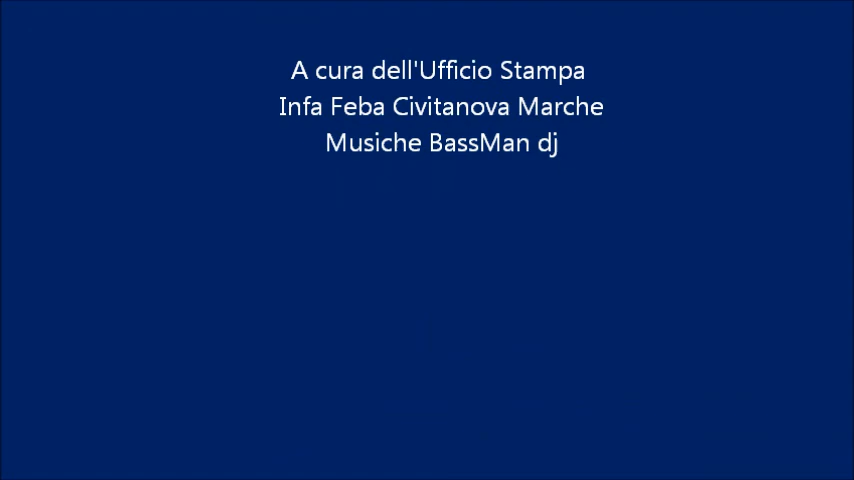 A cura dell'Ufficio Stampa
Infa Feba Civitanova Marche
Musiche BassMan dj